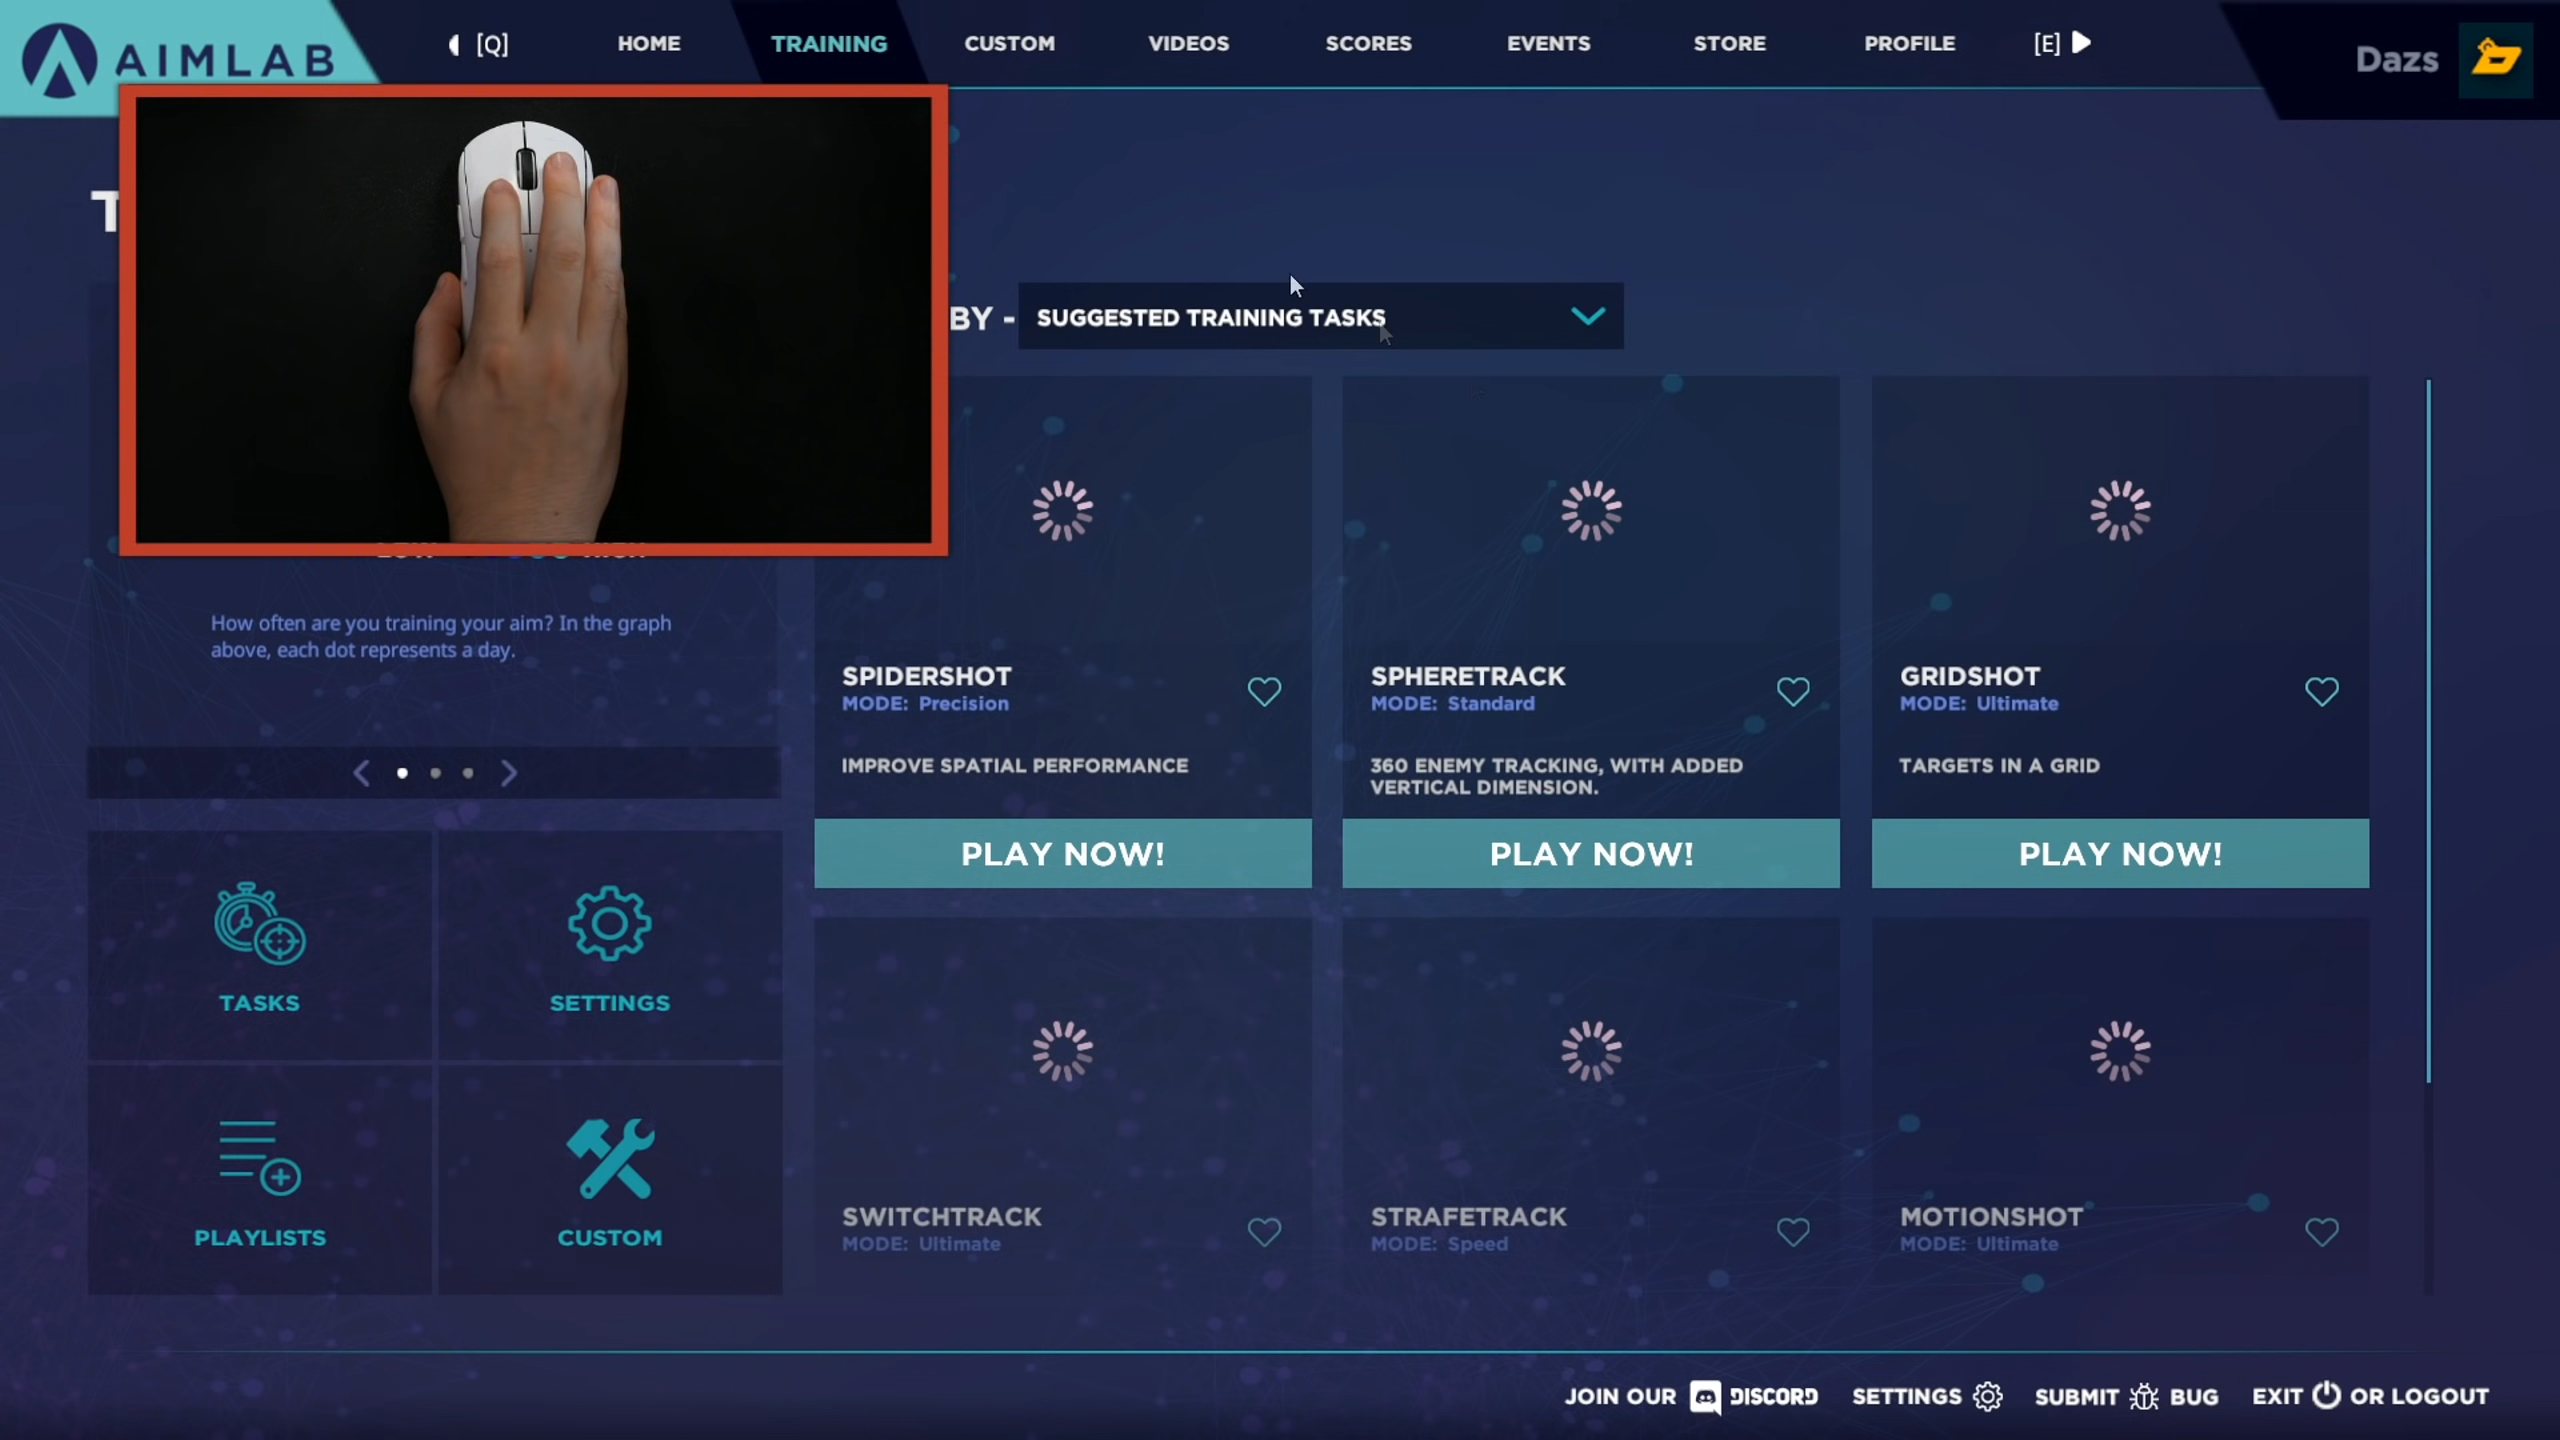 AIMLAB
[Q]
HOME
TRAINING
CUSTOM
VIDEOS
SCORES
EVENTS
STORE
PROFILE
[E]
Dazs
T
BY -
SUGGESTED TRAINING TASKS
How often are you training your aim? In the graph
above, each dot represents a day.
SPIDERSHOT
MODE: Precision
IMPROVE SPATIAL PERFORMANCE
PLAY NOW!
SPHERETRACK
MODE: Standard
360 ENEMY TRACKING, WITH ADDED
VERTICAL DIMENSION.
PLAY NOW!
GRIDSHOT
MODE: Ultimate
TARGETS IN A GRID
PLAY NOW!
TASKS
SETTINGS
PLAYLISTS
CUSTOM
SWITCHTRACK
MODE: Ultimate
STRAFETRACK
MODE: Speed
MOTIONSHOT
MODE: Ultimate
JOIN OUR DISCORD
SETTINGS
SUBMIT BUG
EXIT OR LOGOUT